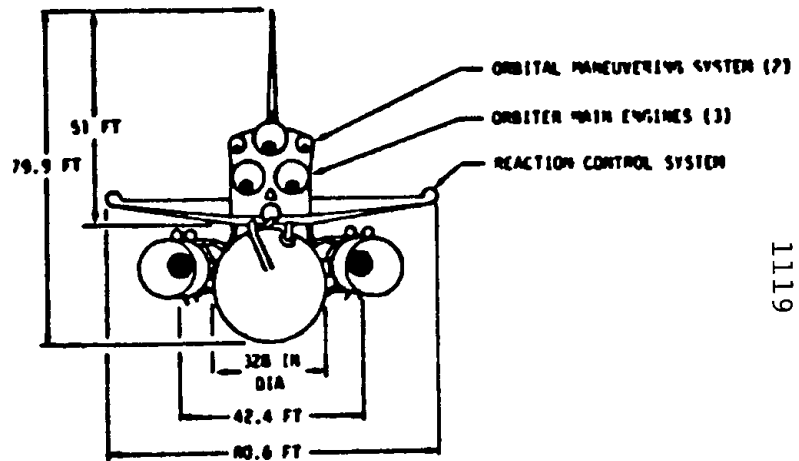 ORBITAL MANEUVERING SYSTEM (2)
ORBITER MAIN ENGINES (3)
REACTION CONTROL SYSTEM
51 FT
79.9 FT
328 IN
DIA
42.4 FT
80.6 FT
1119